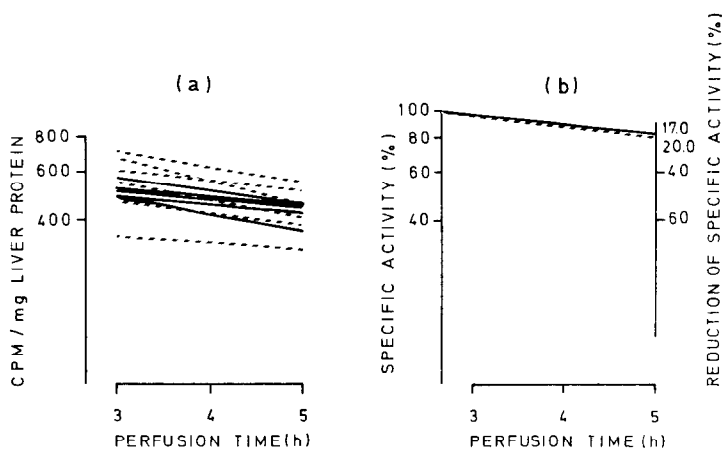 (a)
CPM / mg LIVER PROTEIN
800
600
400
3 4 5
PERFUSION TIME(h)
(b)
SPECIFIC ACTIVITY (%)
100
80
60
40
17.0
20.0
40
60
REDUCTION OF SPECIFIC ACTIVITY(%)
3 4 5
PERFUSION TIME (h)